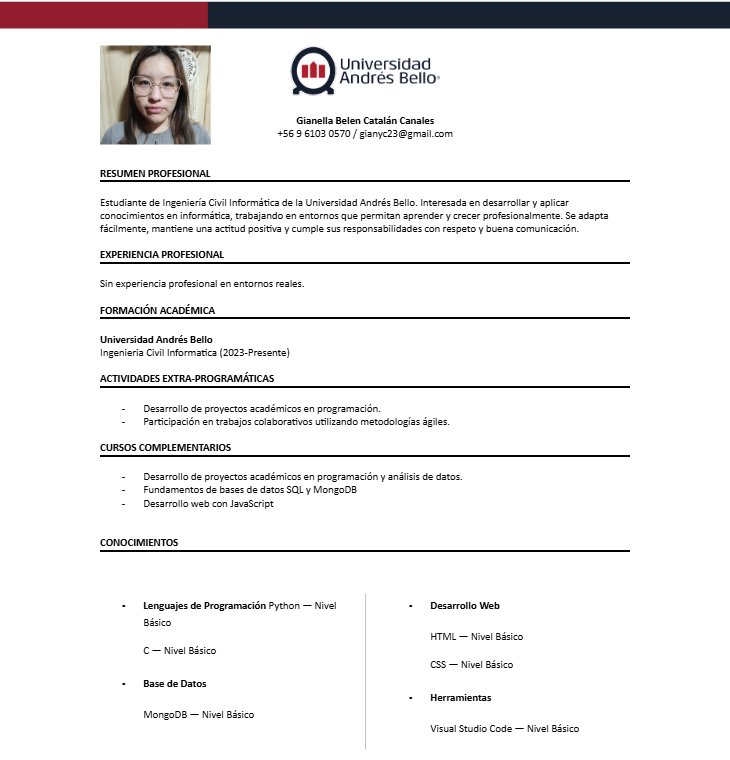 Universidad
Andrés Bello
Gianella Belen Catalán Canales
+56 9 6103 0570 / gianyc23@gmail.com
RESUMEN PROFESIONAL
Estudiante de Ingeniería Civil Informática de la Universidad Andrés Bello. Interesada en desarrollar y aplicar
conocimientos en informática, trabajando en entornos que permitan aprender y crecer profesionalmente. Se adapta
fácilmente, mantiene una actitud positiva y cumple sus responsabilidades con respeto y buena comunicación.
EXPERIENCIA PROFESIONAL
Sin experiencia profesional en entornos reales.
FORMACIÓN ACADÉMICA
Universidad Andrés Bello
Ingenieria Civil Informatica (2023-Presente)
ACTIVIDADES EXTRA-PROGRAMÁTICAS
- Desarrollo de proyectos académicos en programación.
- Participación en trabajos colaborativos utilizando metodologías ágiles.
CURSOS COMPLEMENTARIOS
- Desarrollo de proyectos académicos en programación y análisis de datos.
- Fundamentos de bases de datos SQL y MongoDB
- Desarrollo web con JavaScript
CONOCIMIENTOS
▪ Lenguajes de Programación Python — Nivel
Básico
C — Nivel Básico
▪ Base de Datos
MongoDB — Nivel Básico
▪ Desarrollo Web
HTML — Nivel Básico
CSS — Nivel Básico
▪ Herramientas
Visual Studio Code — Nivel Básico